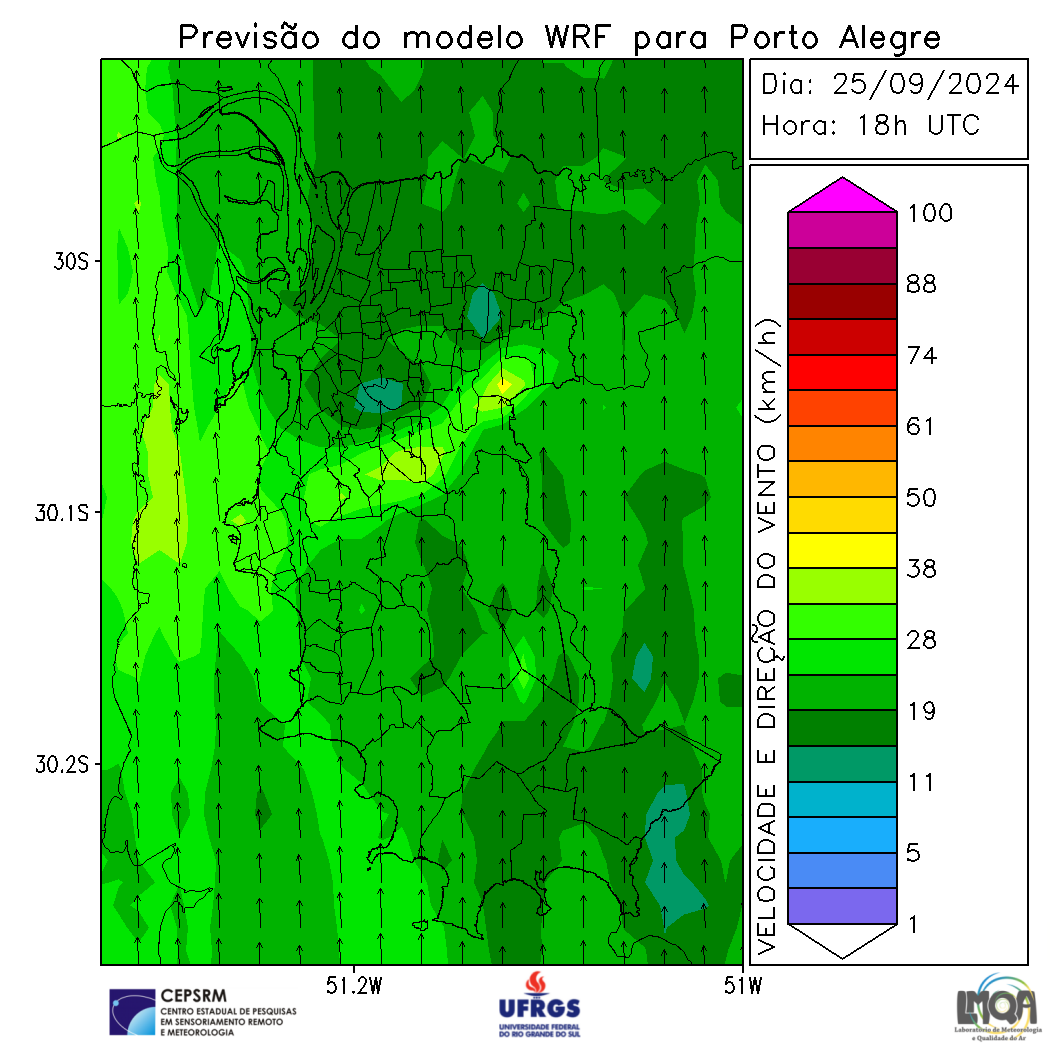 Previsão do modelo WRF para Porto Alegre
Dia: 25/09/2024
Hora: 18h UTC
30S
30.1S
30.2S
51.2W
51W
VELOCIDADE E DIREÇÃO DO VENTO (km/h)
100
88
74
61
50
38
28
19
11
5
1
CEPSRM
CENTRO ESTADUAL DE PESQUISAS
EM SENSORIAMENTO REMOTO
E METEOROLOGIA
UFRGS
UNIVERSIDADE FEDERAL
DO RIO GRANDE DO SUL
LMQA
Laboratório de Meteorologia
e Qualidade do Ar